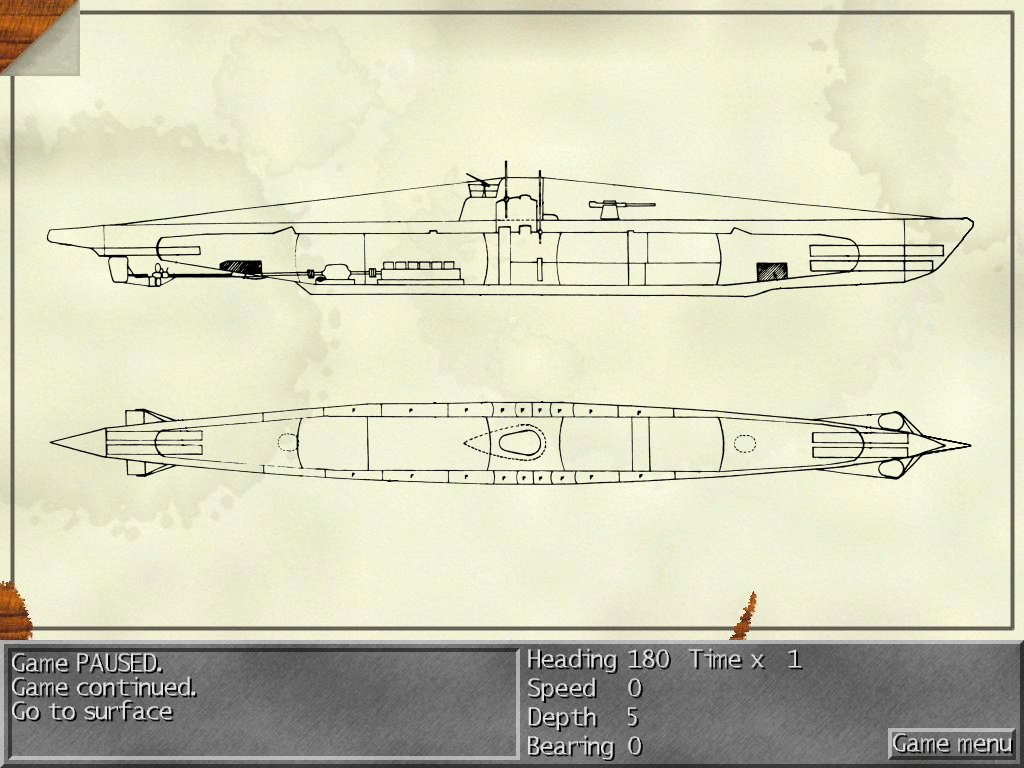 Game PAUSED.
Game continued.
Go to surface
Heading 180 Time x 1
Speed 0
Depth 5
Bearing 0
Game menu